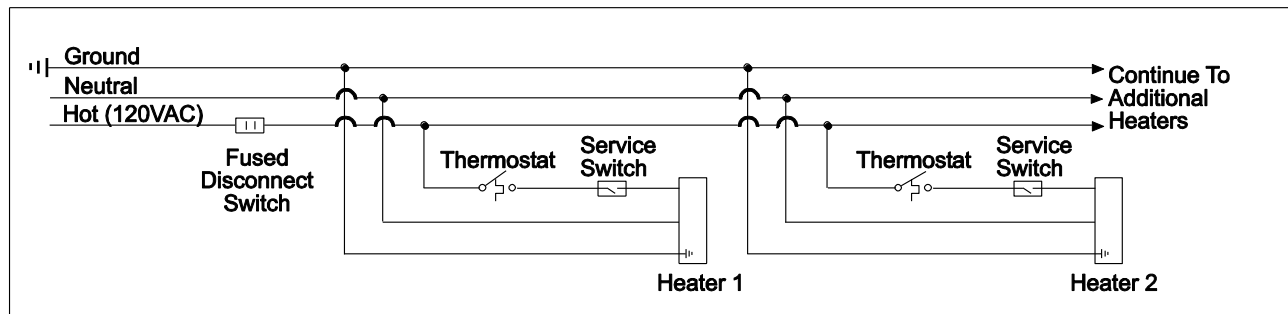 Ground
Neutral
Hot (120VAC)
Continue To
Additional
Heaters
Fused
Disconnect
Switch
Thermostat
Service
Switch
Thermostat
Service
Switch
Heater 1
Heater 2